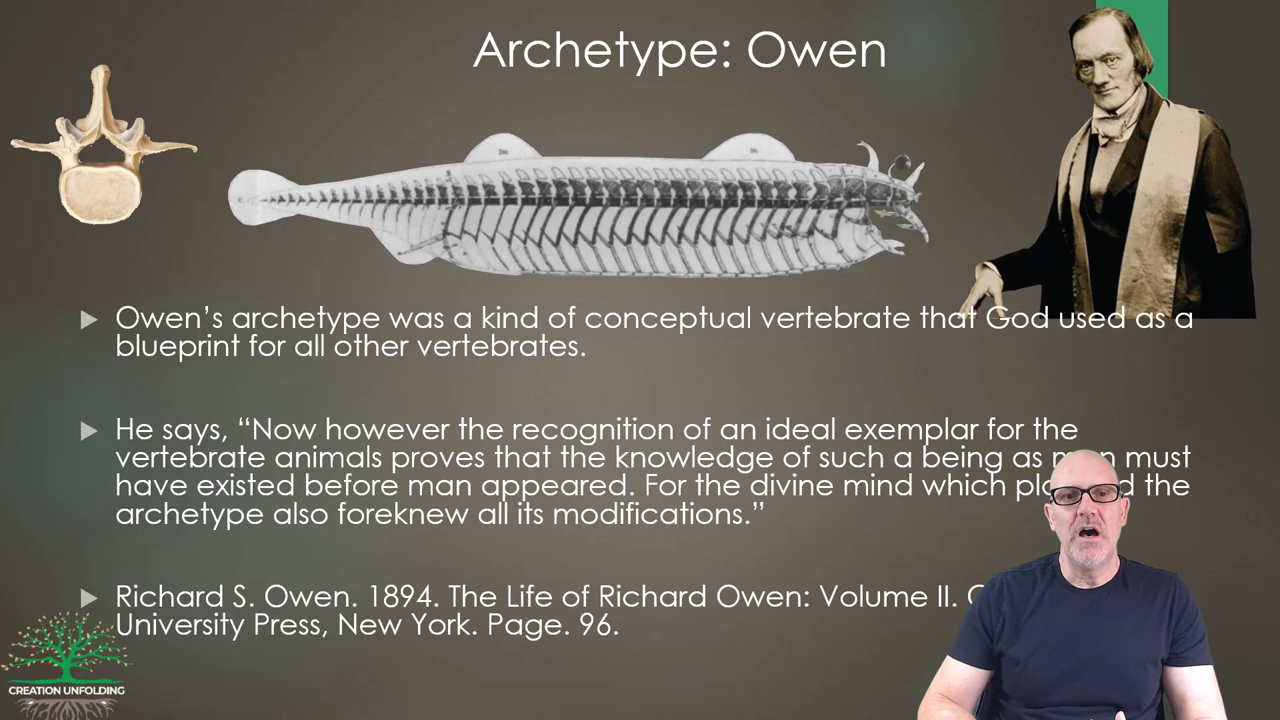 Archetype: Owen
Owen’s archetype was a kind of conceptual vertebrate that God used as a
blueprint for all other vertebrates.
He says, “Now however the recognition of an ideal exemplar for the
vertebrate animals proves that the knowledge of such a being as must
have existed before man appeared. For the divine mind which the
archetype also foreknew all its modifications.”
Richard S. Owen. 1894. The Life of Richard Owen: Volume II.
University Press, New York. Page. 96.
CREATION UNFOLDING